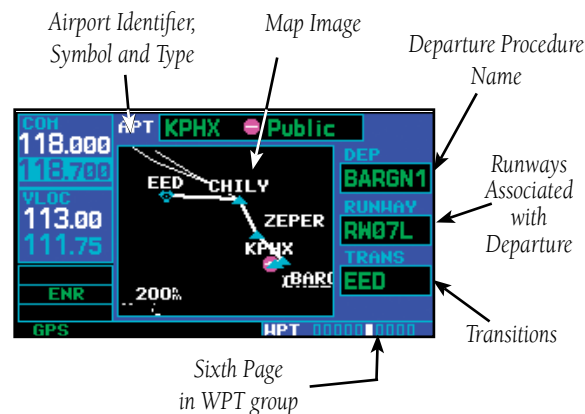 Airport Identifier,
Symbol and Type
Map Image
Departure Procedure
Name
COM
118.000
118.700
VLOC
113.00
111.75
ENR
GPS
APT KPHX Public
EED
CHILY
ZEPER
KPHX
BARG
200
DEP
BARGN1
RUNWAY
RW07L
TRANS
EED
WPT
Runways
Associated
with
Departure
Transitions
Sixth Page
in WPT group